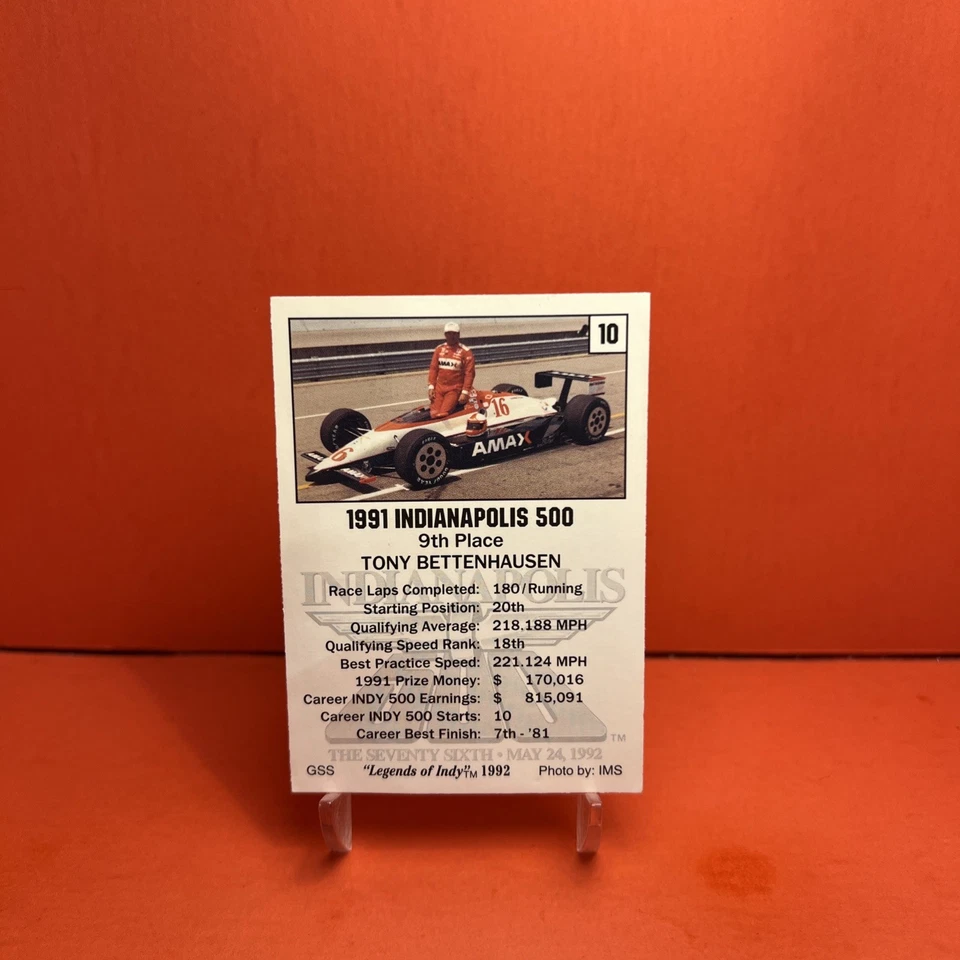 10
AMAX
16
16
AMAX
1991 INDIANAPOLIS 500
9th Place
TONY BETTENHAUSEN
INDIANAPOLIS
Race Laps Completed: 180/Running
Starting Position: 20th
Qualifying Average: 218.188 MPH
Qualifying Speed Rank: 18th
Best Practice Speed: 221.124 MPH
1991 Prize Money: $ 170,016
Career INDY 500 Earnings: $ 815,091
Career INDY 500 Starts: 10
Career Best Finish: 7th - '81
TM
THE SEVENTY SIXTH • MAY 24, 1992
GSS "Legends of Indy"TM 1992 Photo by: IMS